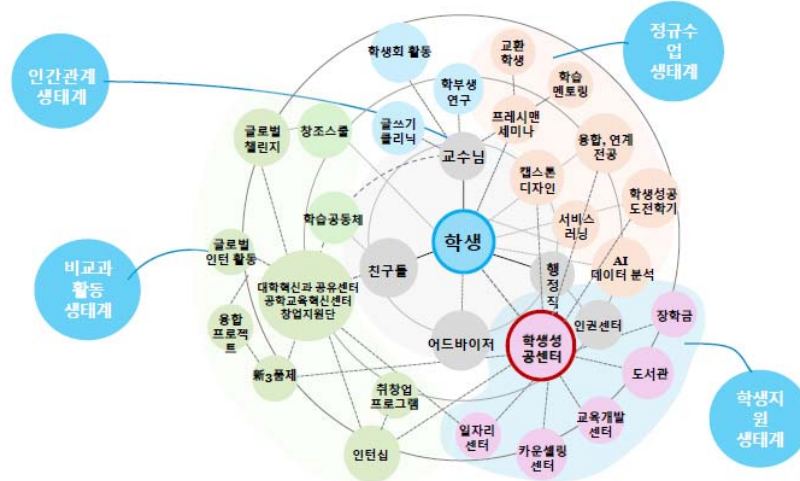 인간관계
생태계
정규수
업
생태계
비교과
활동
생태계
학생지
원
생태계
학생회 활동
교환
학생
학습
멘토링
학부생
연구
글쓰기
클리닉
프레시맨
세미나
융합, 연계
전공
글로벌
챌린지
창조스쿨
교수님
캡스톤
디자인
학생성공
도전학기
서비스
러닝
학습공동체
학생
AI
데이터 분석
글로벌
인턴 활동
친구들
행
정
직
대학혁신과 공유센터
공학교육혁신센터
창업지원단
인권센터
장학금
융합
프로젝
트
어드바이저
학생성
공센터
도서관
新3품제
취창업
프로그램
교육개발
센터
일자리
센터
카운셀링
센터
인턴십